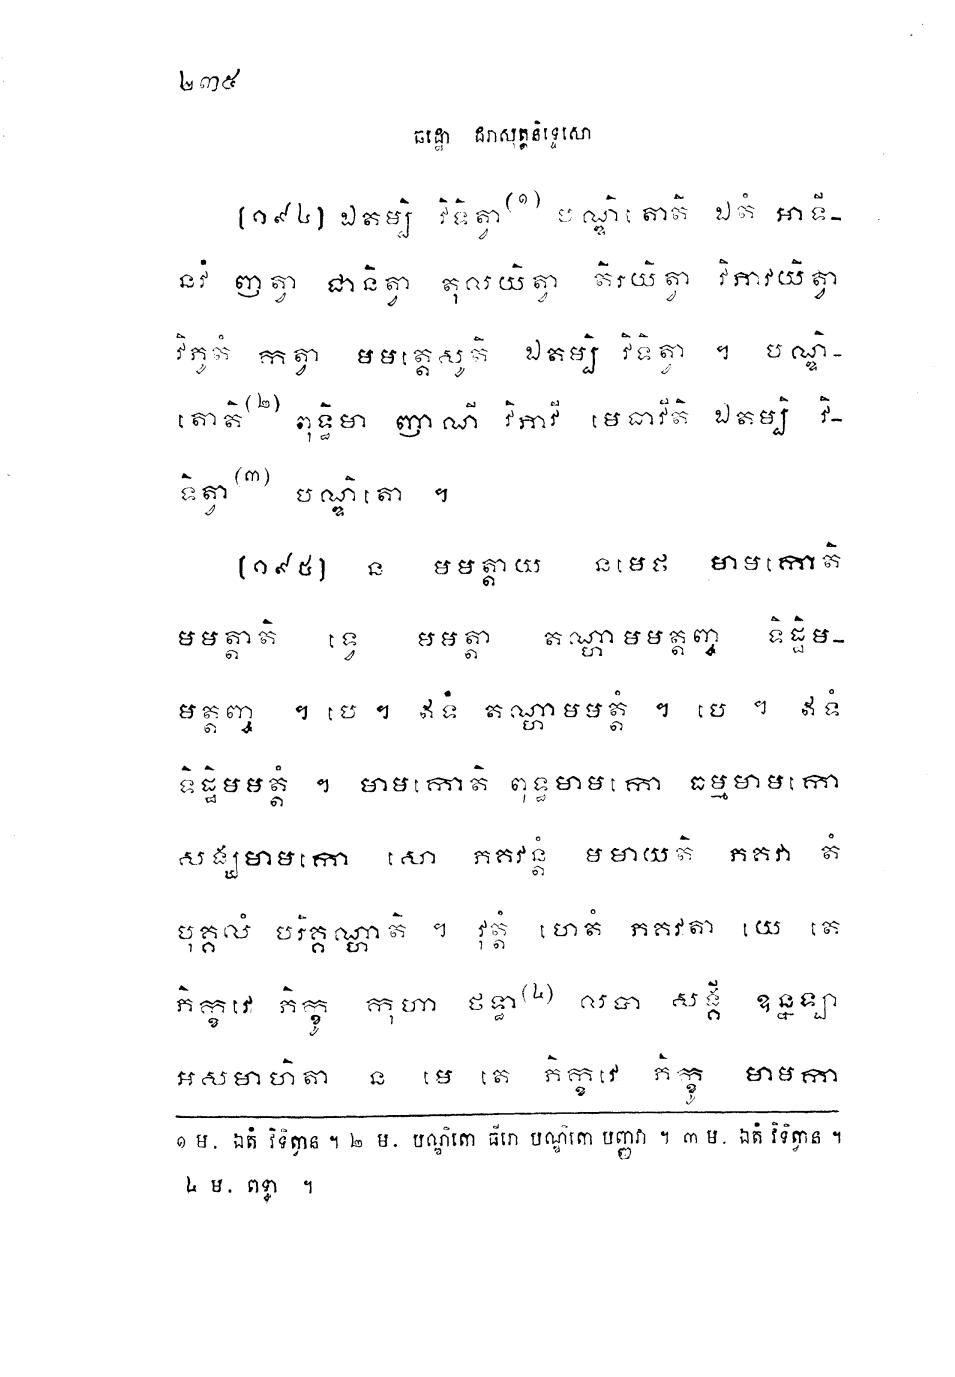 ២៣៥
ឆដ្ឋោ ជរាសុត្តនិទ្ទេសោ
[១៩៤] ឯតម្បិ វិទិត្វា(១) បណ្ឌិតោតិ ឯតំ អាទី-
នវំ ញត្វា ជានិត្វា តុលយិត្វា តីរយិត្វា វិភាវយិត្វា
វិភូតំ កត្វា មមត្តេសូតិ ឯតម្បិ វិទិត្វា ។ បណ្ឌិ-
តោតិ(២) ពុទ្ធិមា ញាណី វិភាវី មេធាវីតិ ឯតម្បិ វិ-
ទិត្វា(៣) បណ្ឌិតោ ។
[១៩៥] ន មមត្តាយ នមេថ មាមកោតិ
មមត្តាតិ ទ្វេ មមត្តា តណ្ហាមមត្តញ្ច ទិដ្ឋិម-
មត្តញ្ច ។ បេ ។ ឥទំ តណ្ហាមមត្តំ ។ បេ ។ ឥទំ
ទិដ្ឋិមមត្តំ ។ មាមកោតិ ពុទ្ធមាមកោ ធម្មមាមកោ
សង្ឃមាមកោ សោ ភគវន្តំ មមាយតិ ភគវា តំ
បុគ្គលំ បរិគ្គណ្ហាតិ ។ វុត្តំ ហេតំ ភគវតា យេ តេ
ភិក្ខវេ ភិក្ខូ កុហា ថទ្ធា(៤) លបា សង្គី ឧន្នឡា
អសមាហិតា ន មេ តេ ភិក្ខវេ ភិក្ខូ មាមកា
១ ម. ឯតំ វិទិត្វាន ។ ២ ម. បណ្ឌិតោ ធីរោ បណ្ឌិតោ បញ្ញវា ។ ៣ ម. ឯតំ វិទិត្វាន ។
៤ ម. ពទ្ធា ។